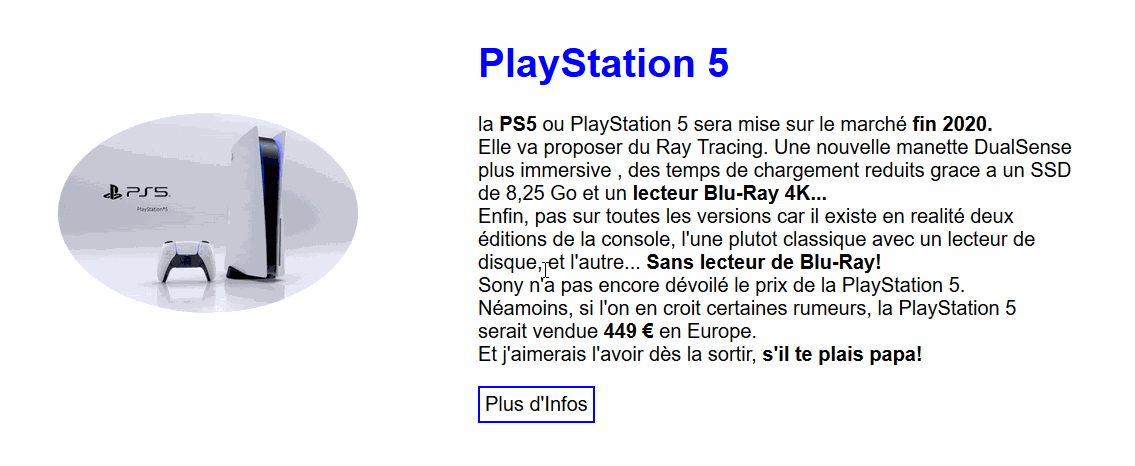 PlayStation 5
PS5
PlayStation®5
la PS5 ou PlayStation 5 sera mise sur le marché fin 2020.
Elle va proposer du Ray Tracing. Une nouvelle manette DualSense
plus immersive , des temps de chargement reduits grace a un SSD
de 8,25 Go et un lecteur Blu-Ray 4K...
Enfin, pas sur toutes les versions car il existe en realité deux
éditions de la console, l'une plutot classique avec un lecteur de
disque, et l'autre... Sans lecteur de Blu-Ray!
Sony n'a pas encore dévoilé le prix de la PlayStation 5.
Néamoins, si l'on en croit certaines rumeurs, la PlayStation 5
serait vendue 449 € en Europe.
Et j'aimerais l'avoir dès la sortir, s'il te plais papa!
Plus d'Infos